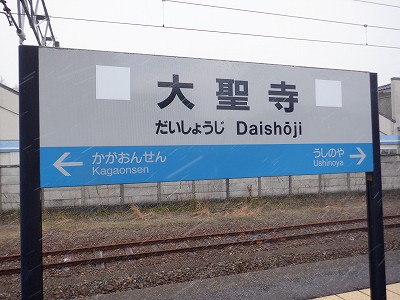 大聖寺
だいしょうじ Daishōji
← かがおんせん うしのや →
Kagaonsen Ushinoya